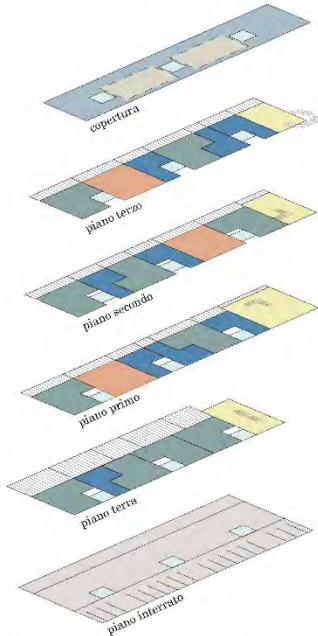 copertura
piano terzo
piano secondo
piano primo
piano terra
piano interrato